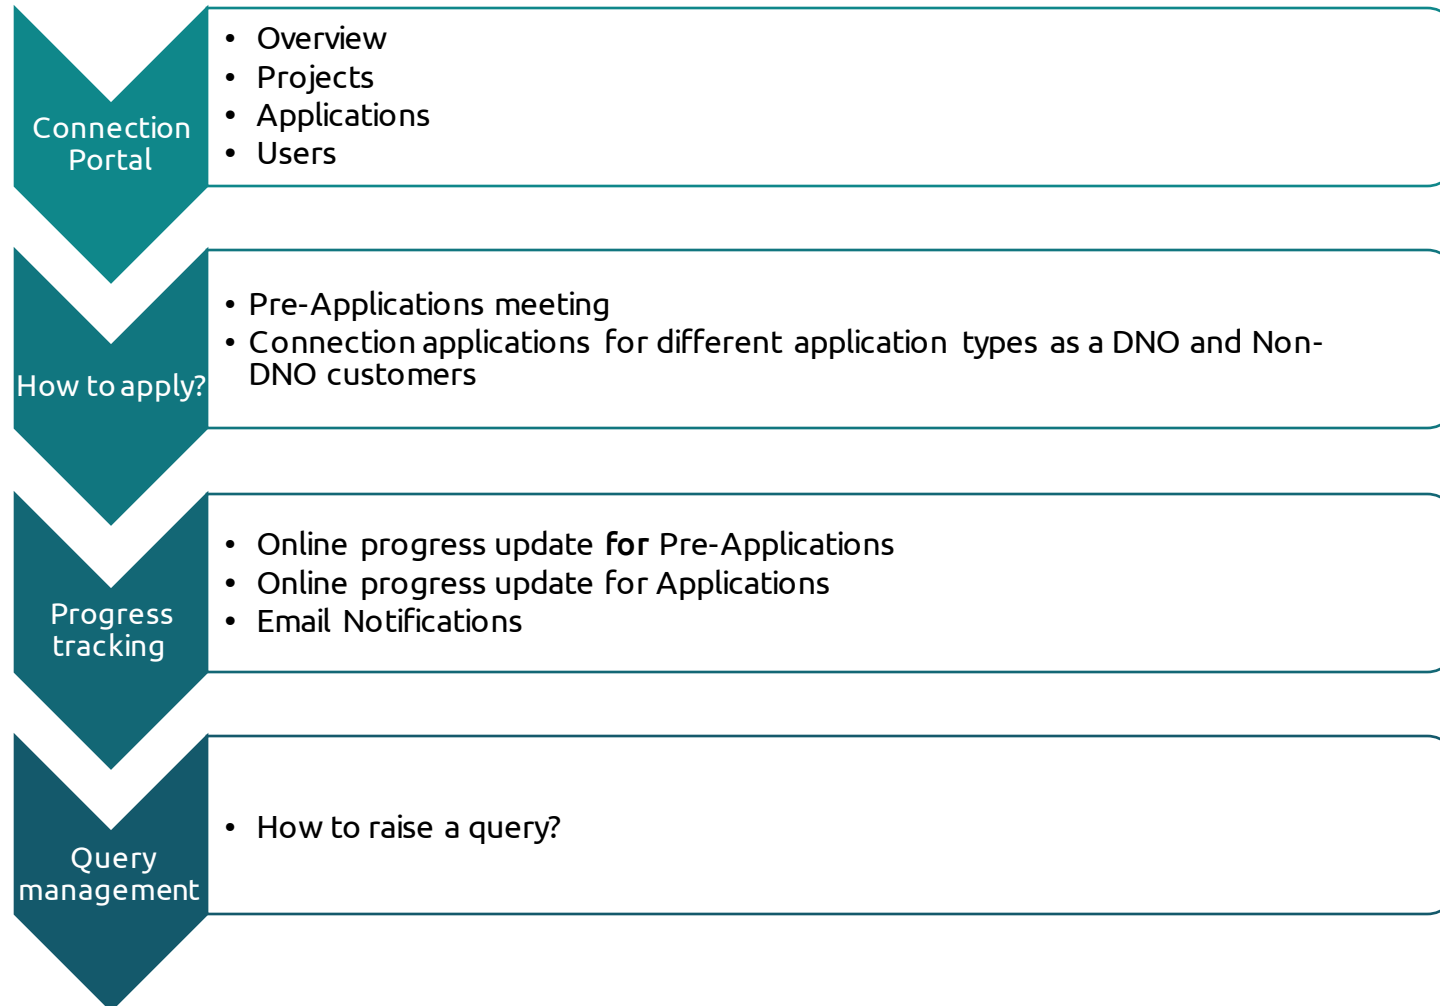 Connection
Portal
• Overview
• Projects
• Applications
• Users
How to apply?
• Pre-Applications meeting
• Connection applications for different application types as a DNO and Non-
DNO customers
Progress
tracking
• Online progress update for Pre-Applications
• Online progress update for Applications
• Email Notifications
Query
management
• How to raise a query?